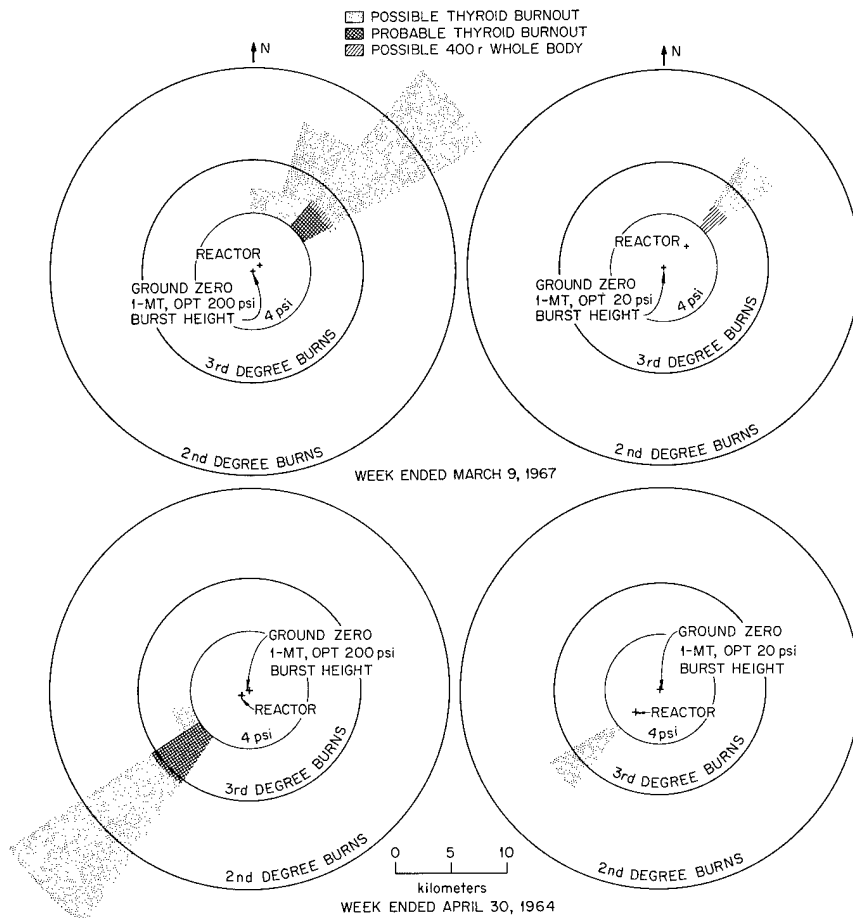 POSSIBLE THYROID BURNOUT
PROBABLE THYROID BURNOUT
POSSIBLE 400 r WHOLE BODY
N
N
REACTOR
GROUND ZERO
1-MT, OPT 200 psi
BURST HEIGHT
4 psi
3rd DEGREE BURNS
2nd DEGREE BURNS
REACTOR
GROUND ZERO
1-MT, OPT 20 psi
BURST HEIGHT
4 psi
3rd DEGREE BURNS
2nd DEGREE BURNS
WEEK ENDED MARCH 9, 1967
GROUND ZERO
1-MT, OPT 200 psi
BURST HEIGHT
REACTOR
4 psi
3rd DEGREE BURNS
2nd DEGREE BURNS
GROUND ZERO
1-MT, OPT 20 psi
BURST HEIGHT
REACTOR
4 psi
3rd DEGREE BURNS
2nd DEGREE BURNS
0 5 10
kilometers
WEEK ENDED APRIL 30, 1964